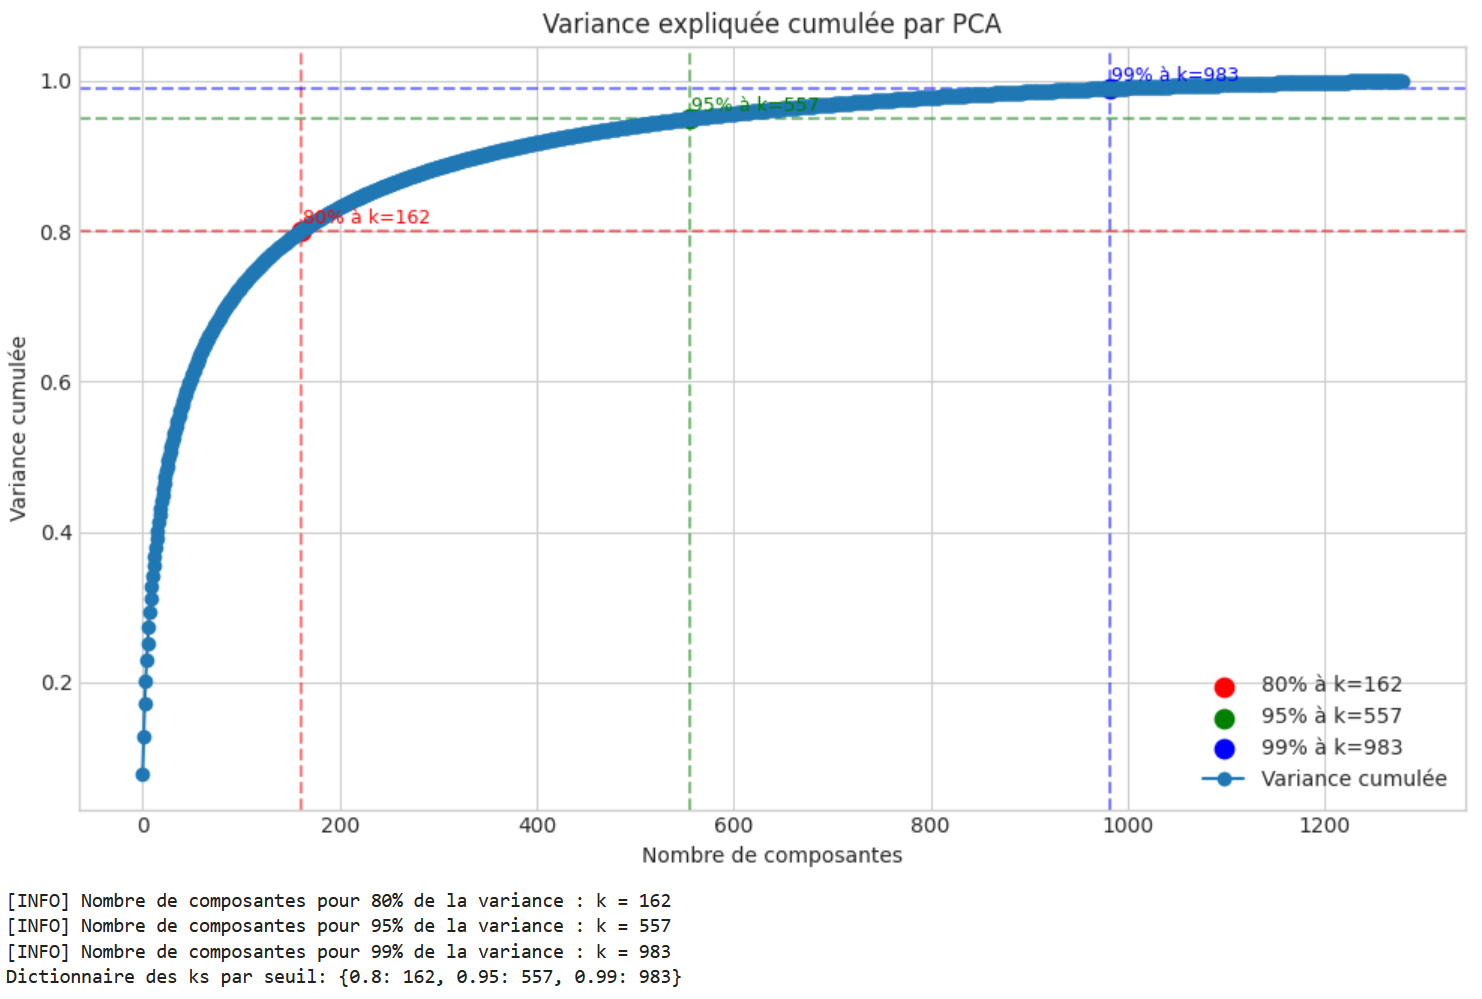 Variance expliquée cumulée par PCA
1.0
0.8
0.6
0.4
0.2
Variance cumulée
99% à k=983
95% à k=557
80% à k=162
80% à k=162
95% à k=557
99% à k=983
Variance cumulée
0 200 400 600 800 1000 1200
Nombre de composantes
[INFO] Nombre de composantes pour 80% de la variance : k = 162
[INFO] Nombre de composantes pour 95% de la variance : k = 557
[INFO] Nombre de composantes pour 99% de la variance : k = 983
Dictionnaire des ks par seuil: {0.8: 162, 0.95: 557, 0.99: 983}